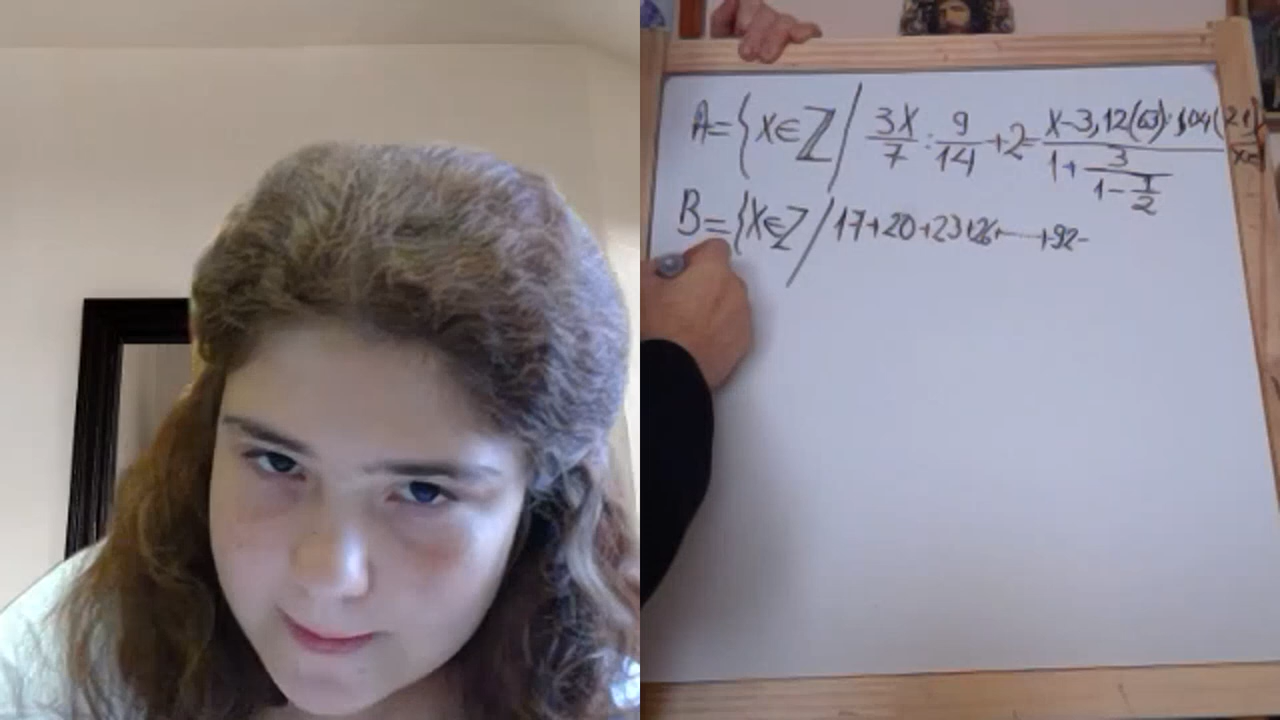 A = {x∈ℤ / 3x/7 : 9/14 + 2 = x-3,12(63)·1,04(21) / 1+3/1-1/2
B = {x∈ℤ / 17+20+23+26+----+92-